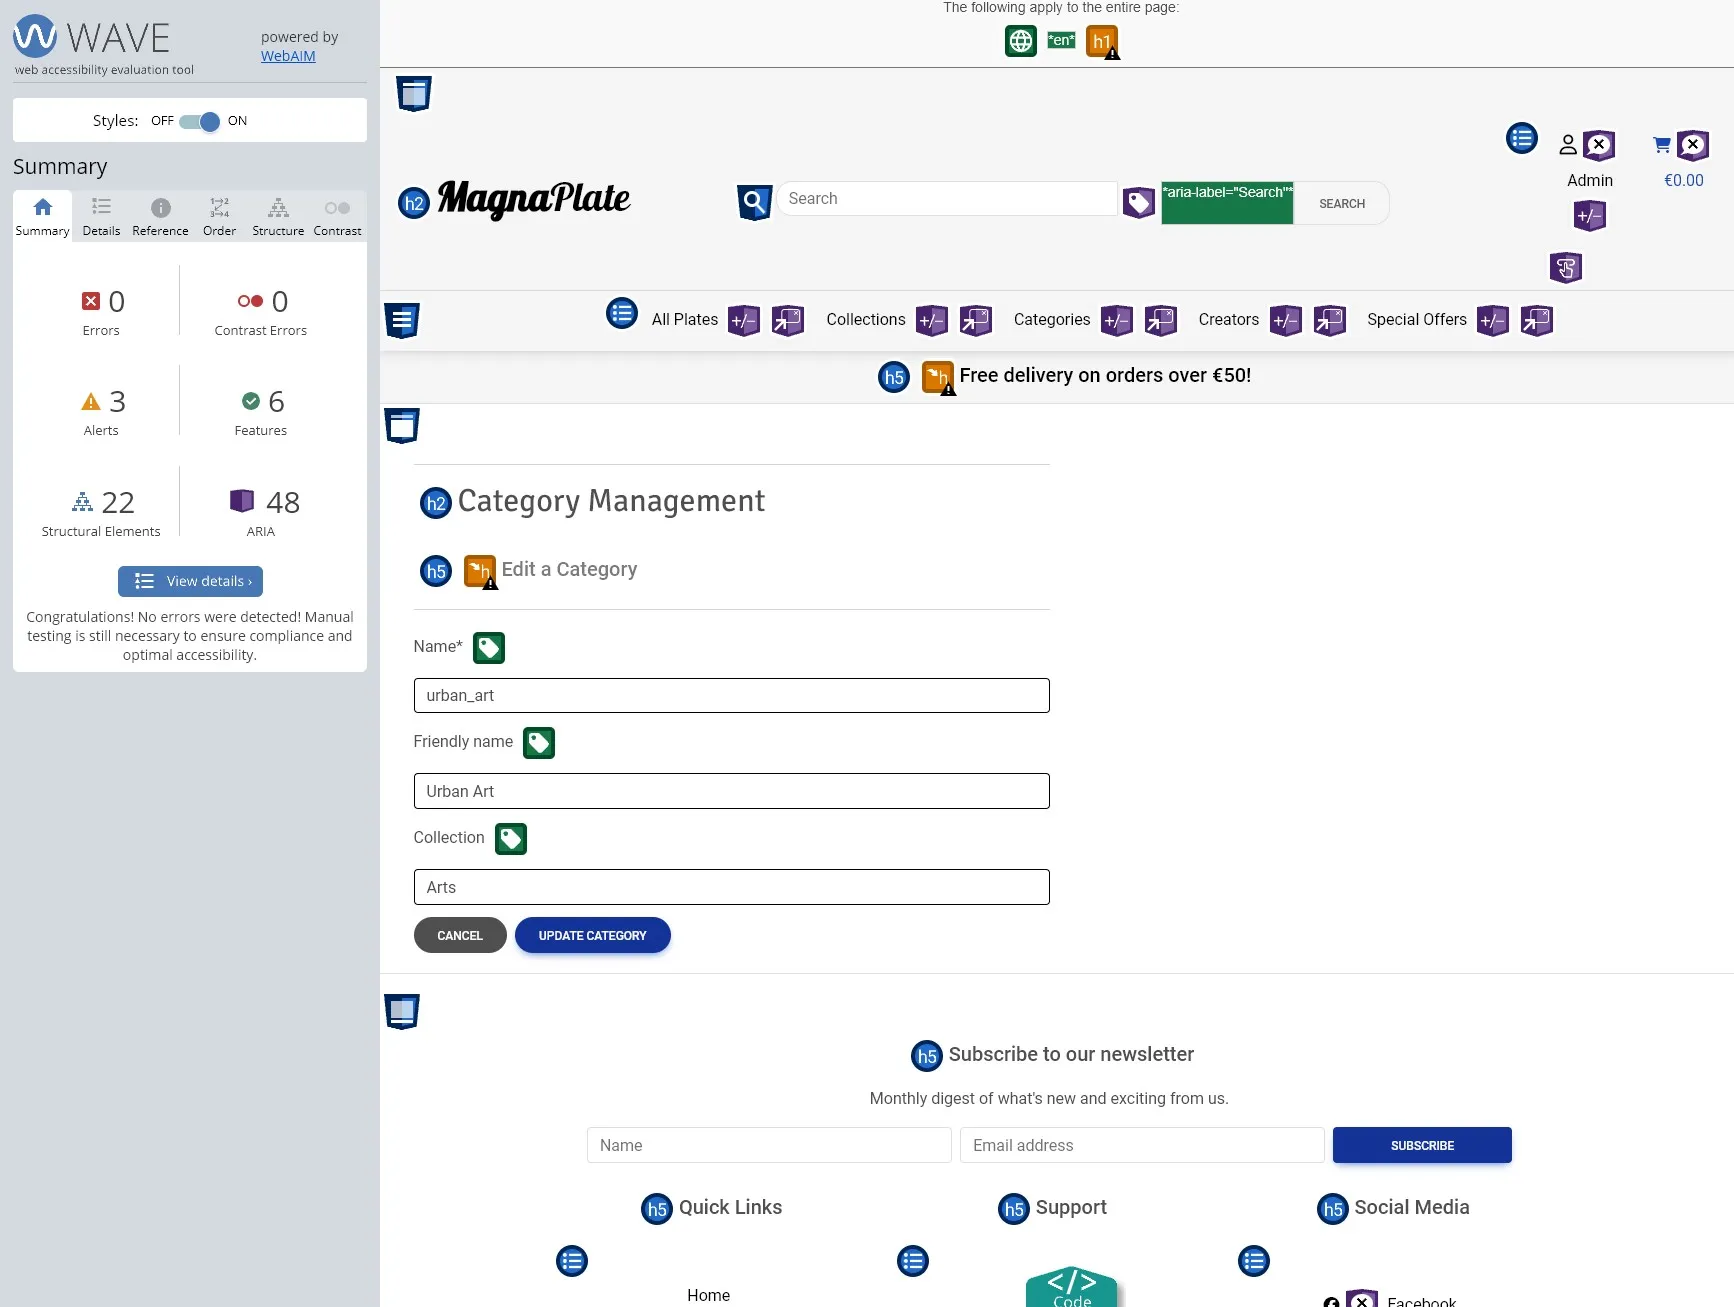 WAVE
powered by
WebAIM
web accessibility evaluation tool
Styles: OFF ON
Summary
Summary Details Reference Order Structure Contrast
0
Errors
0
Contrast Errors
3
Alerts
6
Features
22
Structural Elements
48
ARIA
View details ›
Congratulations! No errors were detected! Manual
testing is still necessary to ensure compliance and
optimal accessibility.
The following apply to the entire page:
*en* h1
h2 MagnaPlate
Search
*aria-label="Search"*
SEARCH
Admin
+/-
€0.00
All Plates +/- Collections +/- Categories +/- Creators +/- Special Offers +/-
h5 h Free delivery on orders over €50!
h2 Category Management
h5 h Edit a Category
Name*
urban_art
Friendly name
Urban Art
Collection
Arts
CANCEL UPDATE CATEGORY
h5 Subscribe to our newsletter
Monthly digest of what's new and exciting from us.
Name Email address SUBSCRIBE
h5 Quick Links h5 Support h5 Social Media
Home
</>
Code
Facebook